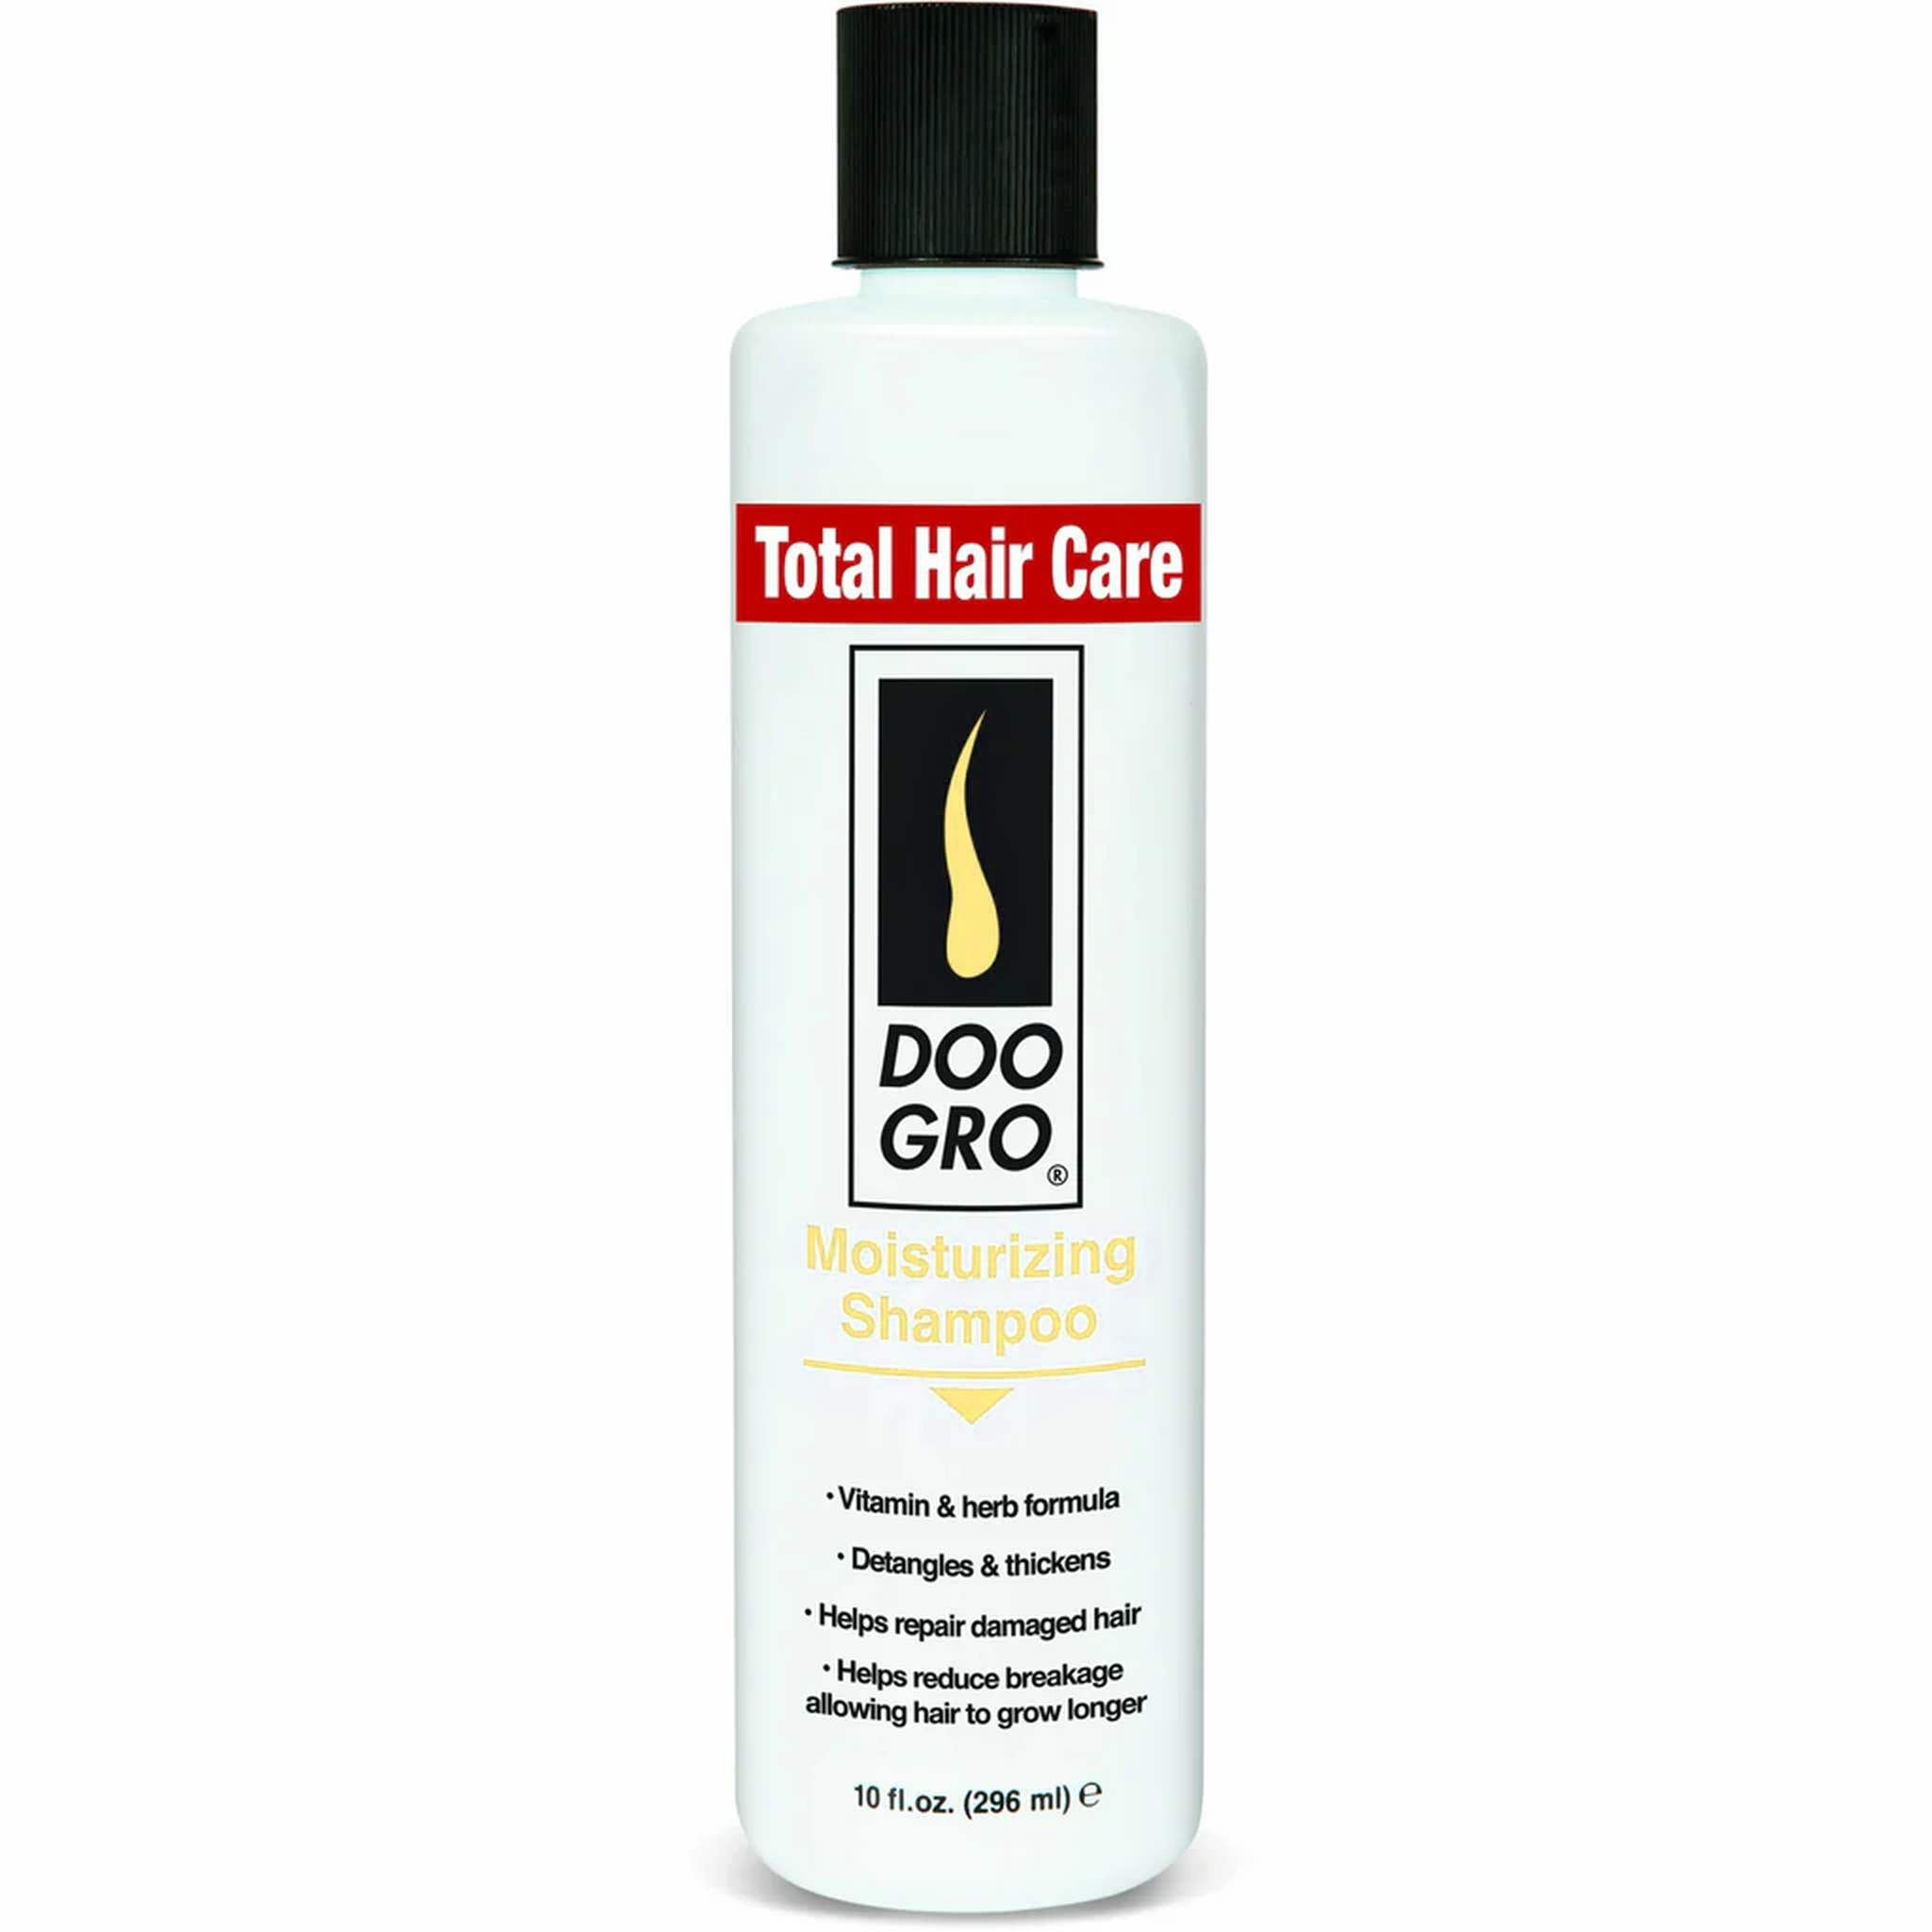 Total Hair Care
DOO
GRO®
Moisturizing
Shampoo
• Vitamin & herb formula
• Detangles & thickens
• Helps repair damaged hair
• Helps reduce breakage
allowing hair to grow longer
10 fl.oz. (296 ml) ℮